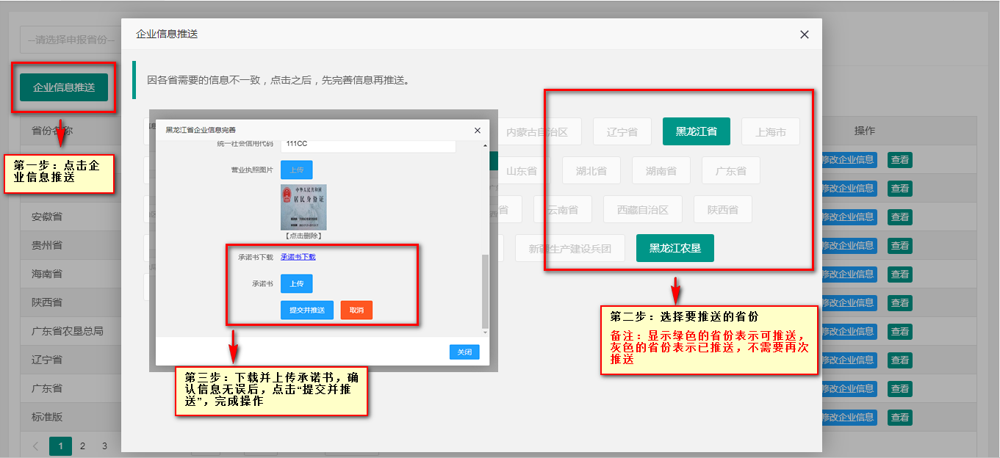 企业信息推送
--请选择申报省份--
企业信息推送
因各省需要的信息不一致，点击之后，先完善信息再推送。
省份名称
操作
第一步：点击企
业信息推送
内蒙古自治区
辽宁省
黑龙江省
上海市
山东省
湖北省
湖南省
广东省
云南省
西藏自治区
陕西省
新疆生产建设兵团
黑龙江农垦
黑龙江省企业信息完善
统一社会信用代码
111CC
营业执照图片
上传
中华人民共和国
居民身份证
【点击删除】
承诺书下载
承诺书下载
承诺书
上传
提交并推送
取消
关闭
第二步：选择要推送的省份
备注：显示绿色的省份表示可推送，
灰色的省份表示已推送，不需要再次
推送
第三步：下载并上传承诺书，确
认信息无误后，点击“提交并推
送”，完成操作
修改企业信息 查看
修改企业信息 查看
安徽省
修改企业信息 查看
贵州省
修改企业信息 查看
海南省
修改企业信息 查看
陕西省
修改企业信息 查看
广东省农垦总局
修改企业信息 查看
辽宁省
修改企业信息 查看
广东省
修改企业信息 查看
标准版
修改企业信息 查看
1 2 3